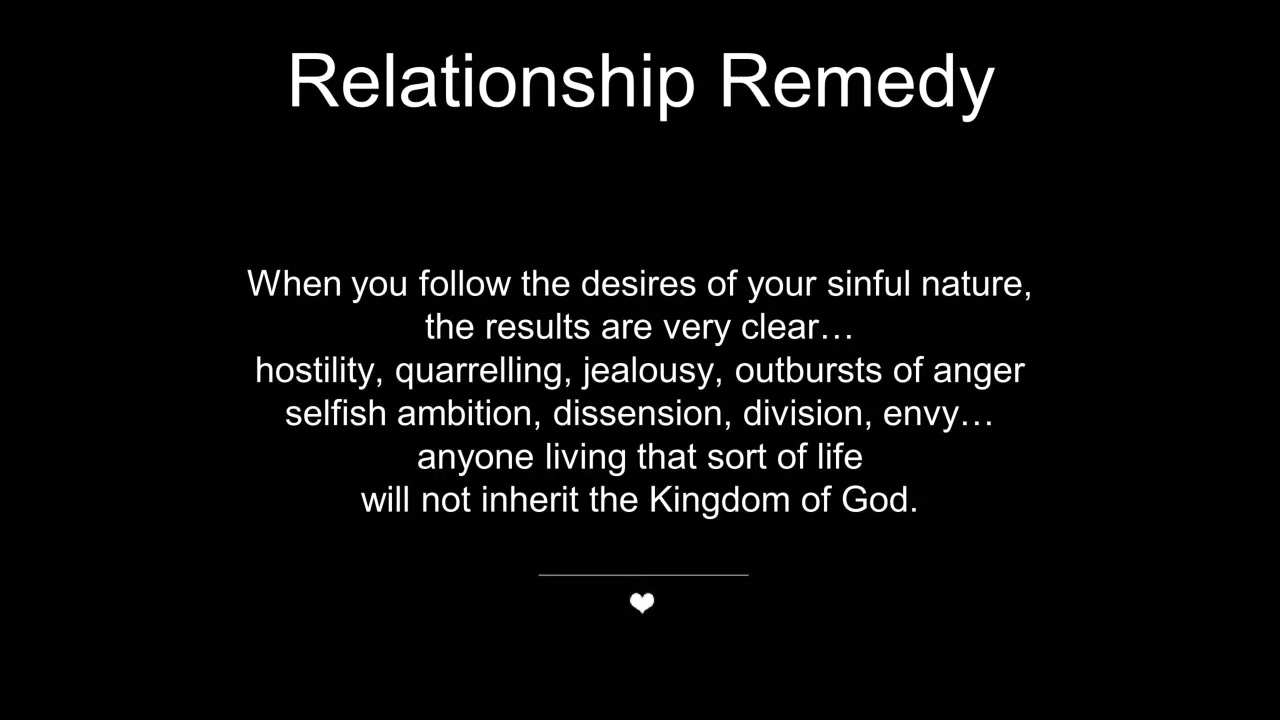 Relationship Remedy
When you follow the desires of your sinful nature,
the results are very clear…
hostility, quarrelling, jealousy, outbursts of anger
selfish ambition, dissension, division, envy…
anyone living that sort of life
will not inherit the Kingdom of God.